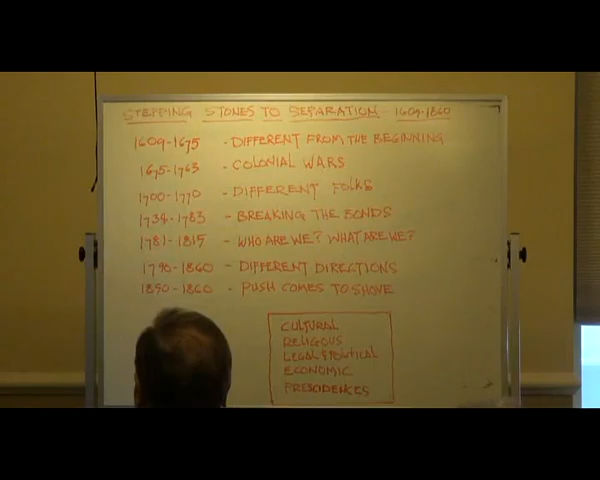 STEPPING STONES TO SEPARATION 1609-1860
1609-1675 - DIFFERENT FROM THE BEGINNING
1675-1763 - COLONIAL WARS
1700-1770 - DIFFERENT FOLKS
1734-1783 - BREAKING THE BONDS
1781-1815 - WHO ARE WE? WHAT ARE WE?
1790-1860 - DIFFERENT DIRECTIONS
1850-1860 - PUSH COMES TO SHOVE
CULTURAL
RELIGIOUS
LEGAL & POLITICAL
ECONOMIC
PRESIDENCES